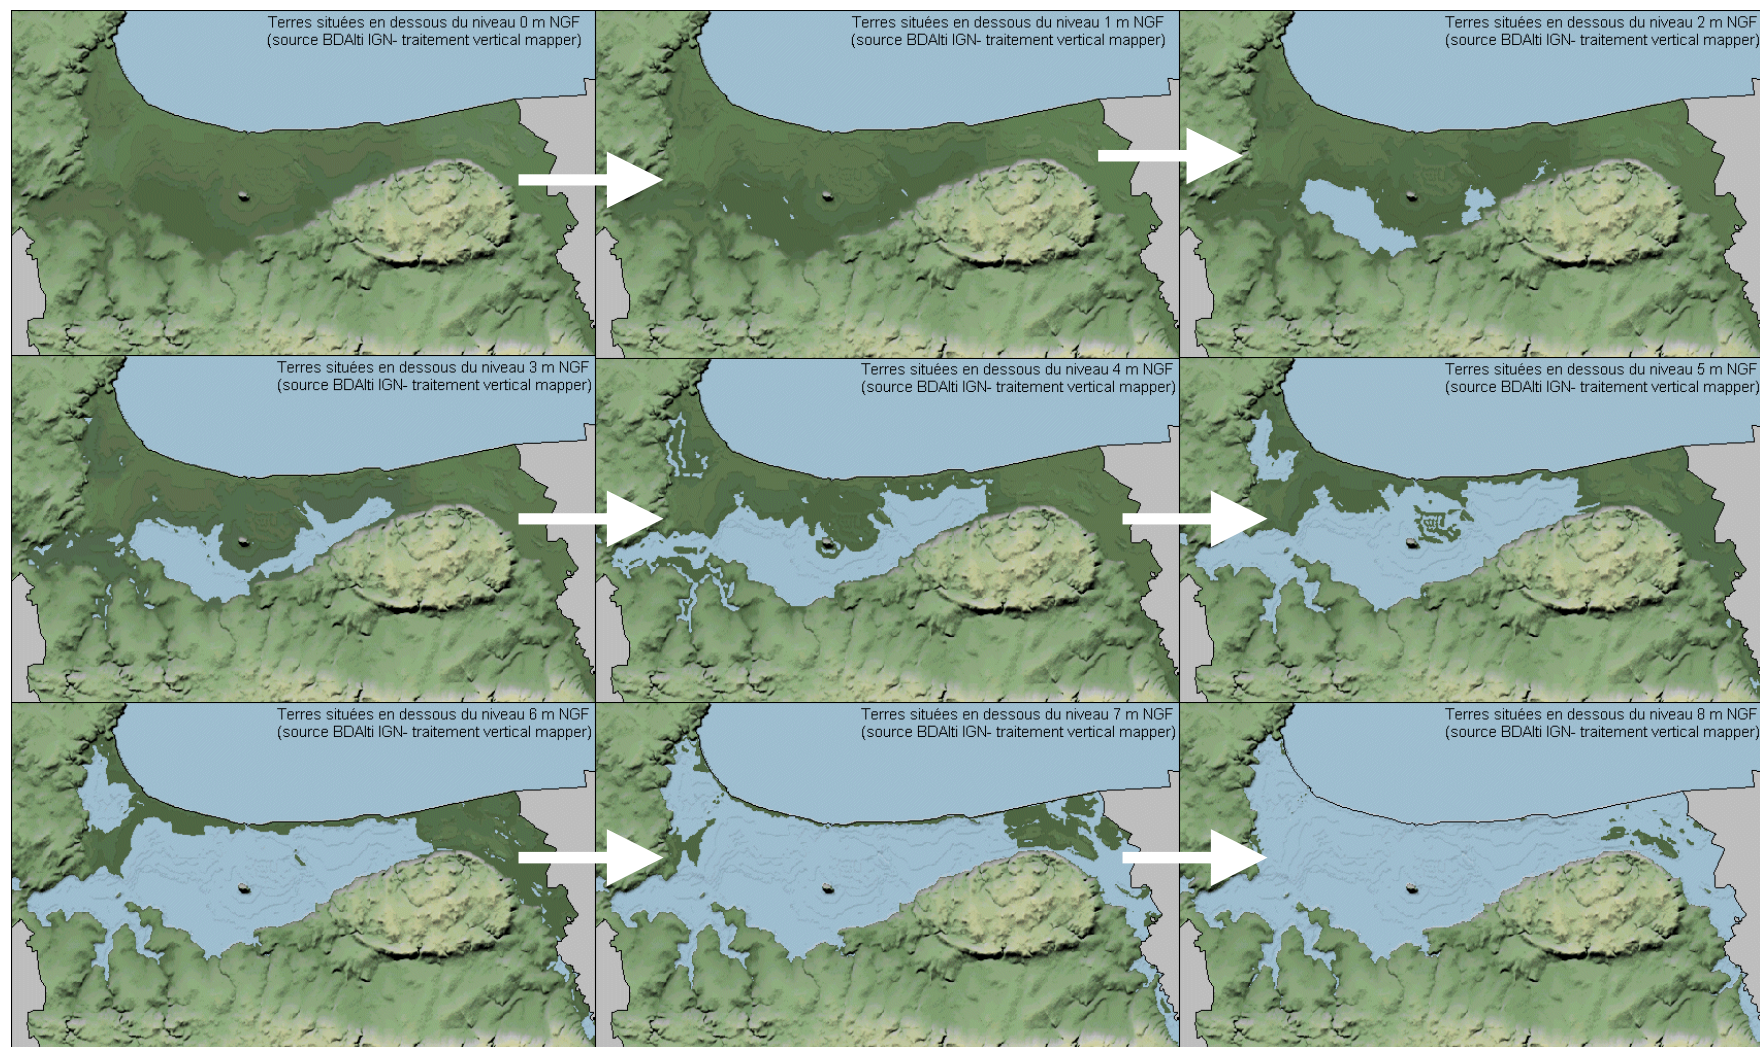 Terres situées en dessous du niveau 0 m NGF
(source BDAlti IGN- traitement vertical mapper)
Terres situées en dessous du niveau 1 m NGF
(source BDAlti IGN- traitement vertical mapper)
Terres situées en dessous du niveau 2 m NGF
(source BDAlti IGN- traitement vertical mapper)
Terres situées en dessous du niveau 3 m NGF
(source BDAlti IGN- traitement vertical mapper)
Terres situées en dessous du niveau 4 m NGF
(source BDAlti IGN- traitement vertical mapper)
Terres situées en dessous du niveau 5 m NGF
(source BDAlti IGN- traitement vertical mapper)
Terres situées en dessous du niveau 6 m NGF
(source BDAlti IGN- traitement vertical mapper)
Terres situées en dessous du niveau 7 m NGF
(source BDAlti IGN- traitement vertical mapper)
Terres situées en dessous du niveau 8 m NGF
(source BDAlti IGN- traitement vertical mapper)